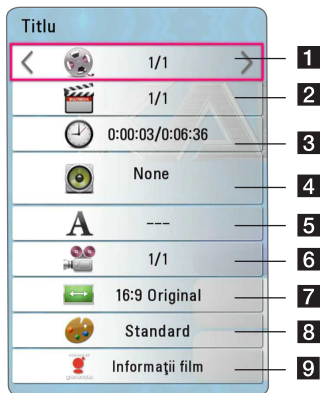 Titlu
1/1
1
1/1
2
0:00:03/0:06:36
3
None
4
A
---
5
1/1
6
16:9 Original
7
Standard
8
Informaţii film
9